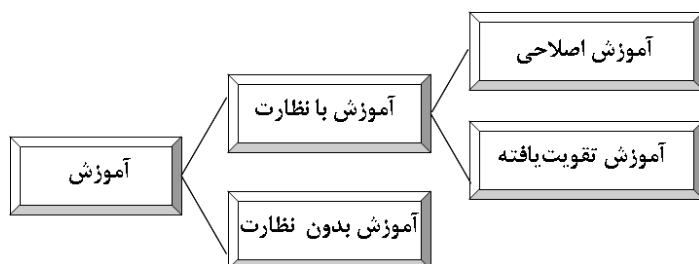 آموزش اصلاحی
آموزش با نظارت
آموزش تقویت‌یافته
آموزش
آموزش بدون نظارت